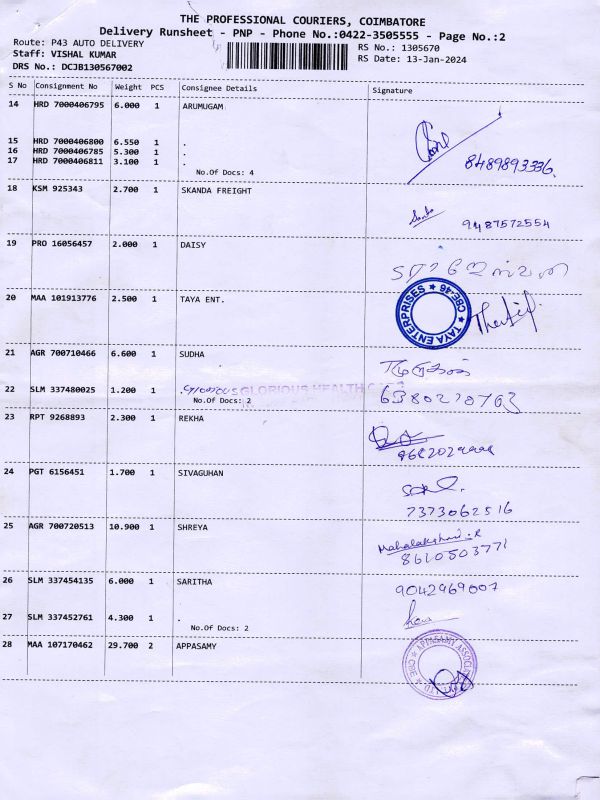 THE PROFESSIONAL COURIERS, COIMBATORE
Delivery Runsheet - PNP - Phone No.:0422-3505555 - Page No.:2
Route: P43 AUTO DELIVERY
RS No.: 1305670
Staff: VISHAL KUMAR
RS Date: 13-Jan-2024
DRS No.: DCJB130567002
S No Consignment No Weight PCS Consignee Details Signature
14 HRD 7000406795 6.000 1 ARUMUGAM.
15 HRD 7000406800 6.550 1 .
16 HRD 7000406785 5.300 1 .
17 HRD 7000406811 3.100 1 .
No.Of Docs: 4
8489893336.
18 KSM 925343 2.700 1 SKANDA FREIGHT
9487572554
19 PRO 16056457 2.000 1 DAISY
20 MAA 101913776 2.500 1 TAYA ENT.
TAYA ENTERPRISES ★ CBE-46 ★
21 AGR 700710466 6.600 1 SUDHA
22 SLM 337480025 1.200 1 . GLORIOUS HEALTH
No.Of Docs: 2
23 RPT 9268893 2.300 1 REKHA
24 PGT 6156451 1.700 1 SIVAGUHAN
7373062516
25 AGR 700720513 10.900 1 SHREYA
Mahalakshmi.R
8610503771
26 SLM 337454135 6.000 1 SARITHA
9042969007
27 SLM 337452761 4.300 1 .
No.Of Docs: 2
28 MAA 107170462 29.700 2 APPASAMY